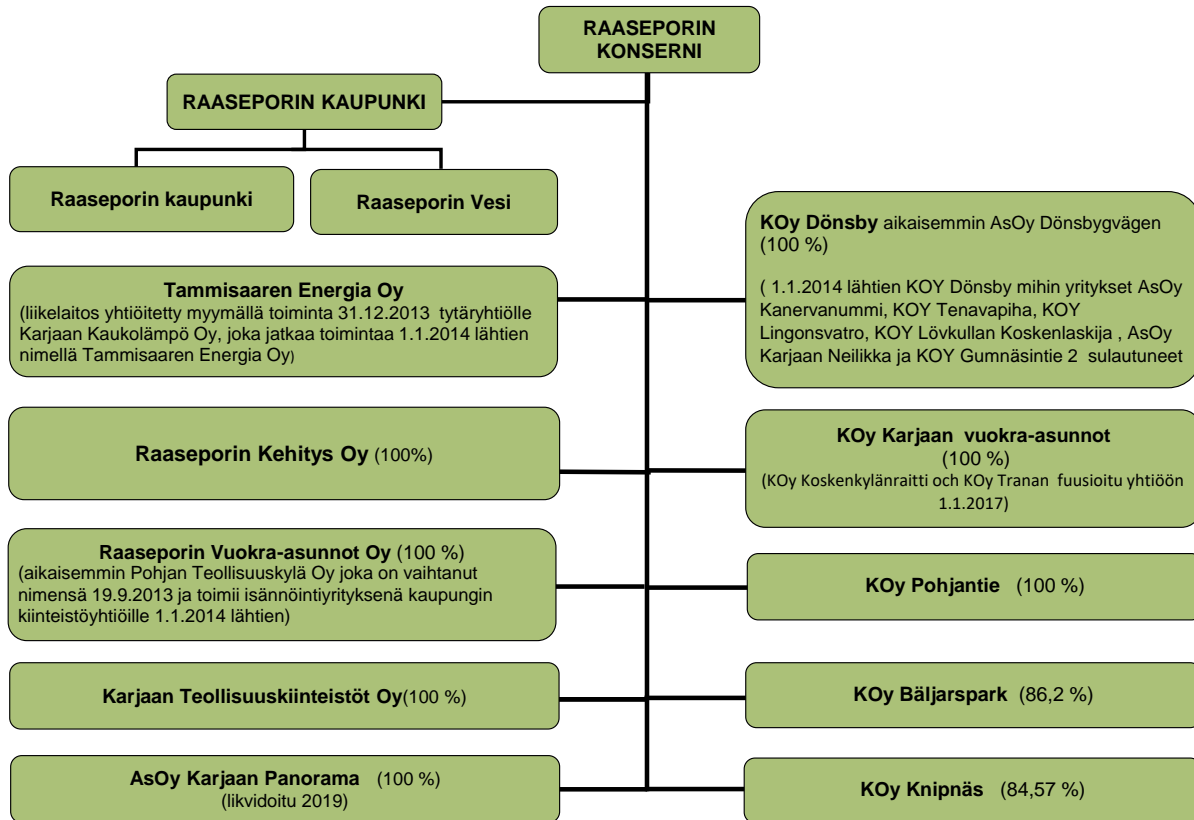 RAASEPORIN
KONSERNI
RAASEPORIN KAUPUNKI
Raaseporin kaupunki
Raaseporin Vesi
Tammisaaren Energia Oy
(liikelaitos yhtiöitetty myymällä toiminta 31.12.2013 tytäryhtiölle
Karjaan Kaukolämpö Oy, joka jatkaa toimintaa 1.1.2014 lähtien
nimellä Tammisaaren Energia Oy)
Raaseporin Kehitys Oy (100%)
Raaseporin Vuokra-asunnot Oy (100 %)
(aikaisemmin Pohjan Teollisuuskylä Oy joka on vaihtanut
nimensä 19.9.2013 ja toimii isännöintiyrityksenä kaupungin
kiinteistöyhtiöille 1.1.2014 lähtien)
Karjaan Teollisuuskiinteistöt Oy(100 %)
AsOy Karjaan Panorama (100 %)
(likvidoitu 2019)
KOy Dönsby aikaisemmin AsOy Dönsbygvägen
(100 %)
( 1.1.2014 lähtien KOY Dönsby mihin yritykset AsOy
Kanervanummi, KOY Tenavapiha, KOY
Lingonsvatro, KOY Lövkullan Koskenlaskija , AsOy
Karjaan Neilikka ja KOY Gumnäsintie 2 sulautuneet
KOy Karjaan vuokra-asunnot
(100 %)
(KOy Koskenkylänraitti och KOy Tranan fuusioitu yhtiöön
1.1.2017)
KOy Pohjantie (100 %)
KOy Bäljarspark (86,2 %)
KOy Knipnäs (84,57 %)